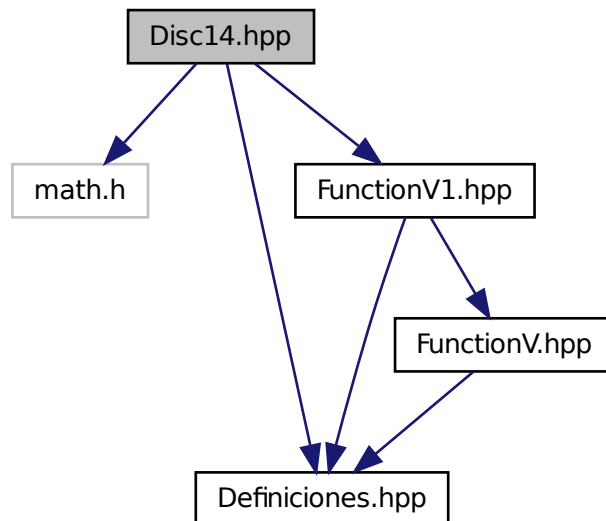 Disc14.hpp
math.h
FunctionV1.hpp
FunctionV.hpp
Definiciones.hpp